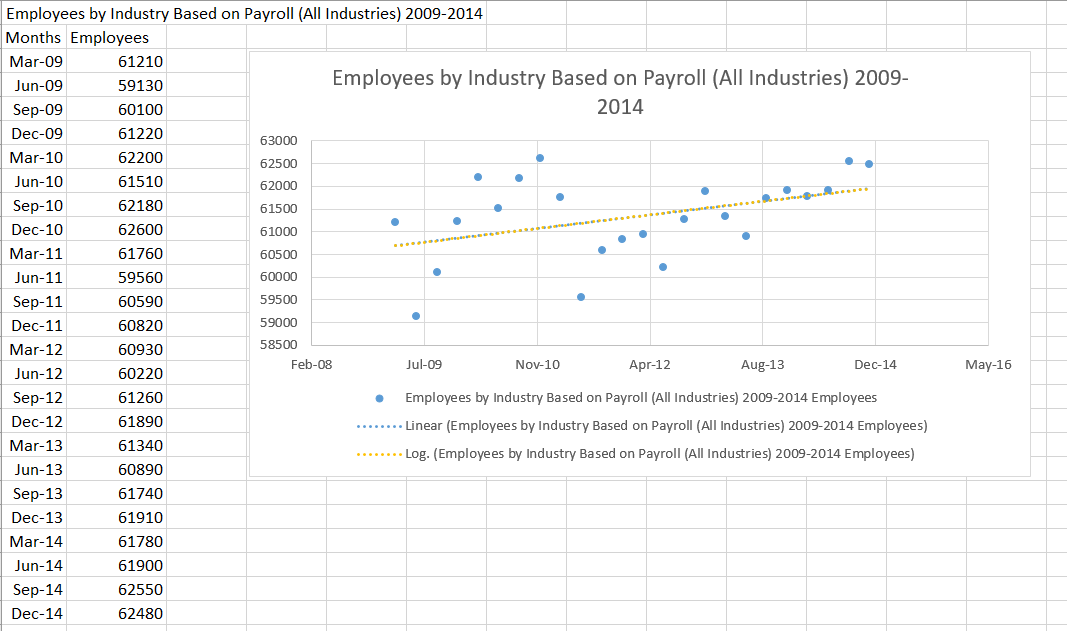 Employees by Industry Based on Payroll (All Industries) 2009-2014
Months Employees
Mar-09 61210
Jun-09 59130
Sep-09 60100
Dec-09 61220
Mar-10 62200
Jun-10 61510
Sep-10 62180
Dec-10 62600
Mar-11 61760
Jun-11 59560
Sep-11 60590
Dec-11 60820
Mar-12 60930
Jun-12 60220
Sep-12 61260
Dec-12 61890
Mar-13 61340
Jun-13 60890
Sep-13 61740
Dec-13 61910
Mar-14 61780
Jun-14 61900
Sep-14 62550
Dec-14 62480
Employees by Industry Based on Payroll (All Industries) 2009-
2014
63000
62500
62000
61500
61000
60500
60000
59500
59000
58500
Feb-08 Jul-09 Nov-10 Apr-12 Aug-13 Dec-14 May-16
Employees by Industry Based on Payroll (All Industries) 2009-2014 Employees
Linear (Employees by Industry Based on Payroll (All Industries) 2009-2014 Employees)
Log. (Employees by Industry Based on Payroll (All Industries) 2009-2014 Employees)